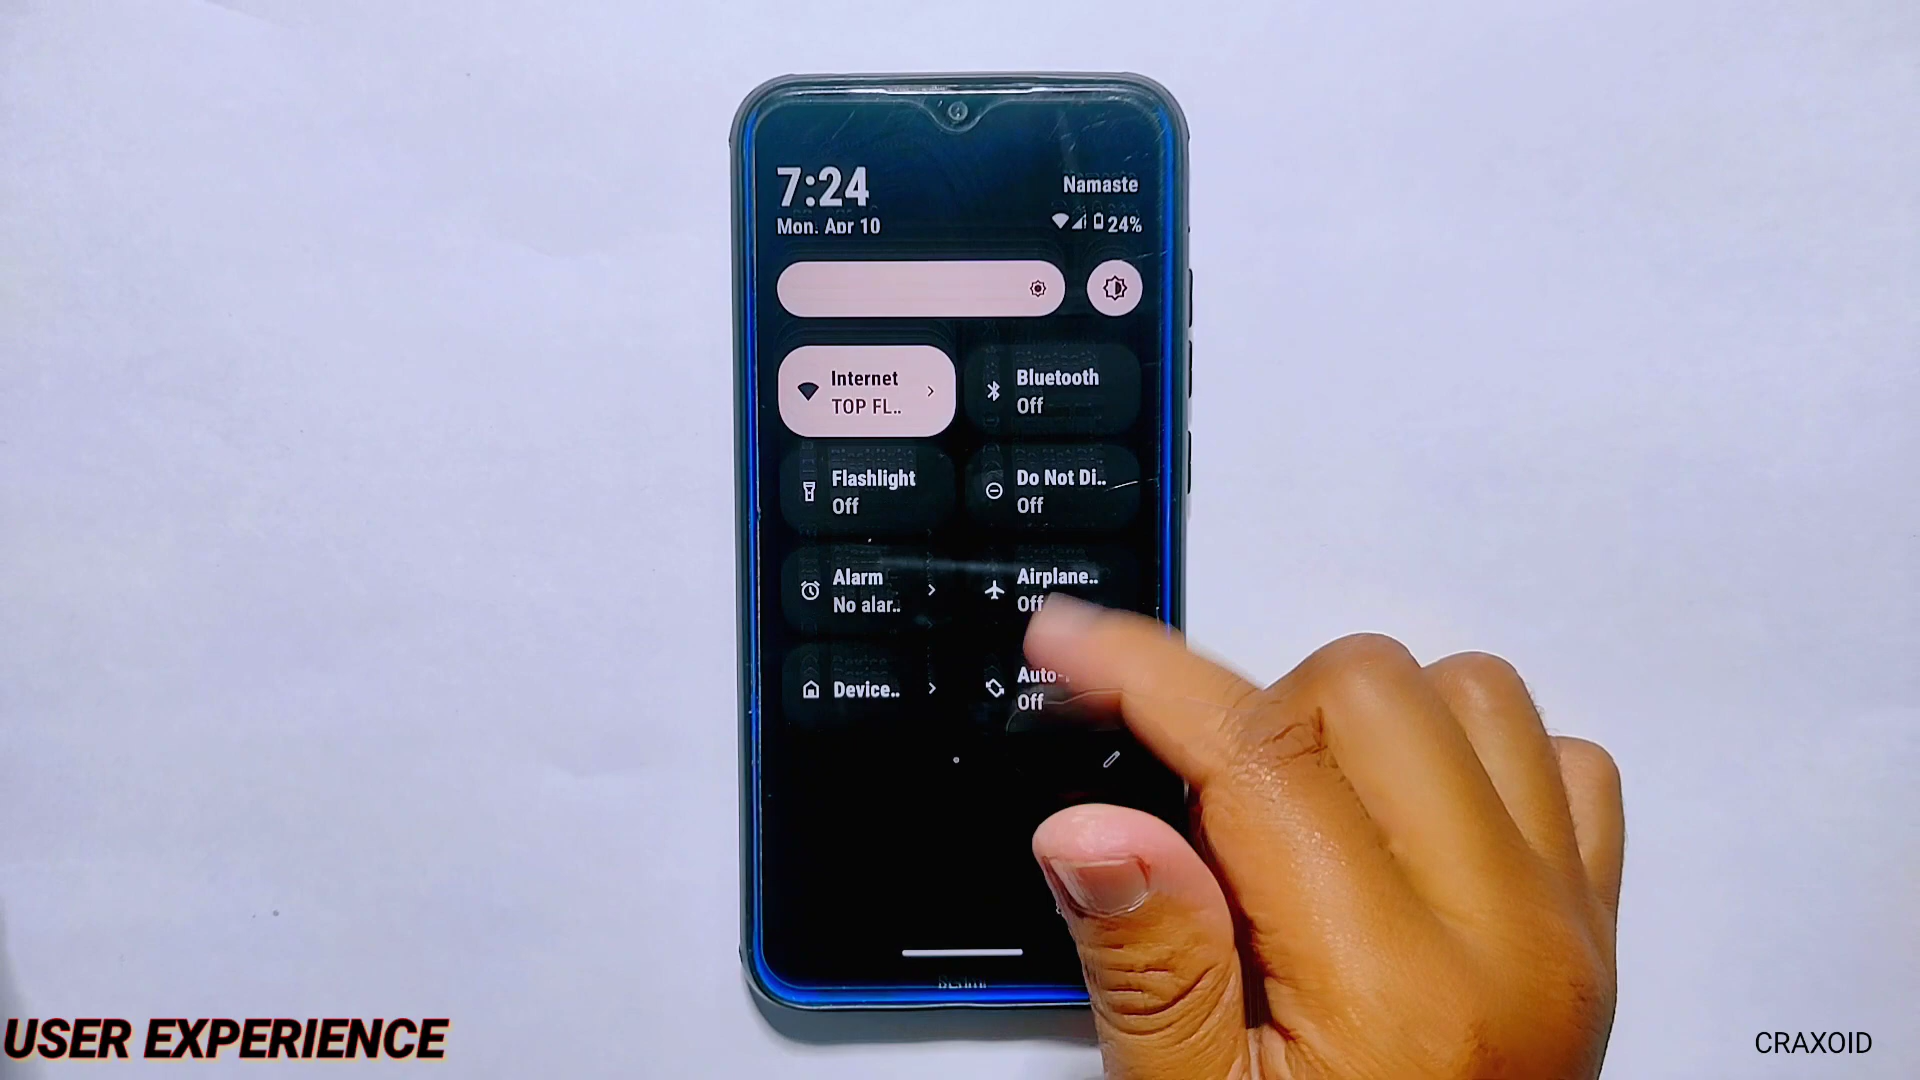 7:24
Namaste
Mon, Apr 10
24%
Internet
TOP FL..
Bluetooth
Off
Flashlight
Off
Do Not Di..
Off
Alarm
No alar..
Airplane..
Off
Device..
Auto-
Off
Redmi
USER EXPERIENCE
CRAXOID